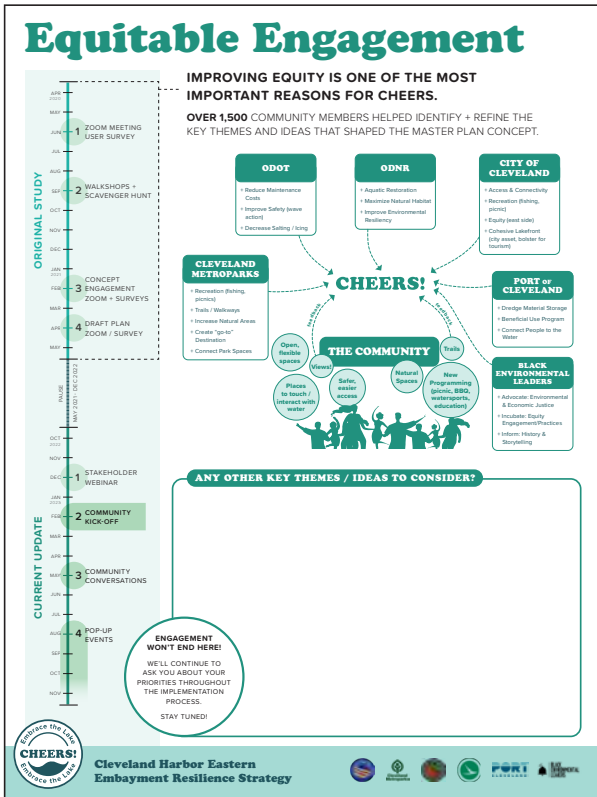 Equitable Engagement
IMPROVING EQUITY IS ONE OF THE MOST
IMPORTANT REASONS FOR CHEERS.
OVER 1,500 COMMUNITY MEMBERS HELPED IDENTIFY + REFINE THE
KEY THEMES AND IDEAS THAT SHAPED THE MASTER PLAN CONCEPT.
ORIGINAL STUDY
APR
2020
MAY
JUN
1 ZOOM MEETING
USER SURVEY
JUL
AUG
SEP
2 WALKSHOPS +
SCAVENGER HUNT
OCT
NOV
DEC
JAN
2021
FEB
3 CONCEPT
ENGAGEMENT
ZOOM + SURVEYS
MAR
APR
4 DRAFT PLAN
ZOOM / SURVEY
MAY
PAUSE
MAY 2021 - DEC 2022
CURRENT UPDATE
OCT
2022
NOV
DEC
1 STAKEHOLDER
WEBINAR
JAN
2023
FEB
2 COMMUNITY
KICK-OFF
MAR
APR
MAY
3 COMMUNITY
CONVERSATIONS
JUN
JUL
AUG
4 POP-UP
EVENTS
SEP
OCT
NOV
ODOT
+ Reduce Maintenance
Costs
+ Improve Safety (wave
action)
+ Decrease Salting / Icing
ODNR
+ Aquatic Restoration
+ Maximize Natural Habitat
+ Improve Environmental
Resiliency
CITY OF
CLEVELAND
+ Access & Connectivity
+ Recreation (fishing,
picnic)
+ Equity (east side)
+ Cohesive Lakefront
(city asset, bolster for
tourism)
CLEVELAND
METROPARKS
+ Recreation (fishing,
picnics)
+ Trails / Walkways
+ Increase Natural Areas
+ Create "go-to"
Destination
+ Connect Park Spaces
CHEERS!
PORT OF
CLEVELAND
+ Dredge Material Storage
+ Beneficial Use Program
+ Connect People to the
Water
BLACK
ENVIRONMENTAL
LEADERS
+ Advocate: Environmental
& Economic Justice
+ Incubate: Equity
Engagement/Practices
+ Inform: History &
Storytelling
feedback
feedback
THE COMMUNITY
Open,
flexible
spaces
Views!
Places
to touch /
interact with
water
Safer,
easier
access
Natural
Spaces
Trails
New
Programming
(picnic, BBQ,
watersports,
education)
ANY OTHER KEY THEMES / IDEAS TO CONSIDER?
ENGAGEMENT
WON'T END HERE!
WE'LL CONTINUE TO
ASK YOU ABOUT YOUR
PRIORITIES THROUGHOUT
THE IMPLEMENTATION
PROCESS.
STAY TUNED!
Embrace the Lake
CHEERS!
Embrace the Lake
Cleveland Harbor Eastern
Embayment Resilience Strategy
Cleveland
Metroparks
PORT
CLEVELAND
BLACK
ENVIRONMENTAL
LEADERS